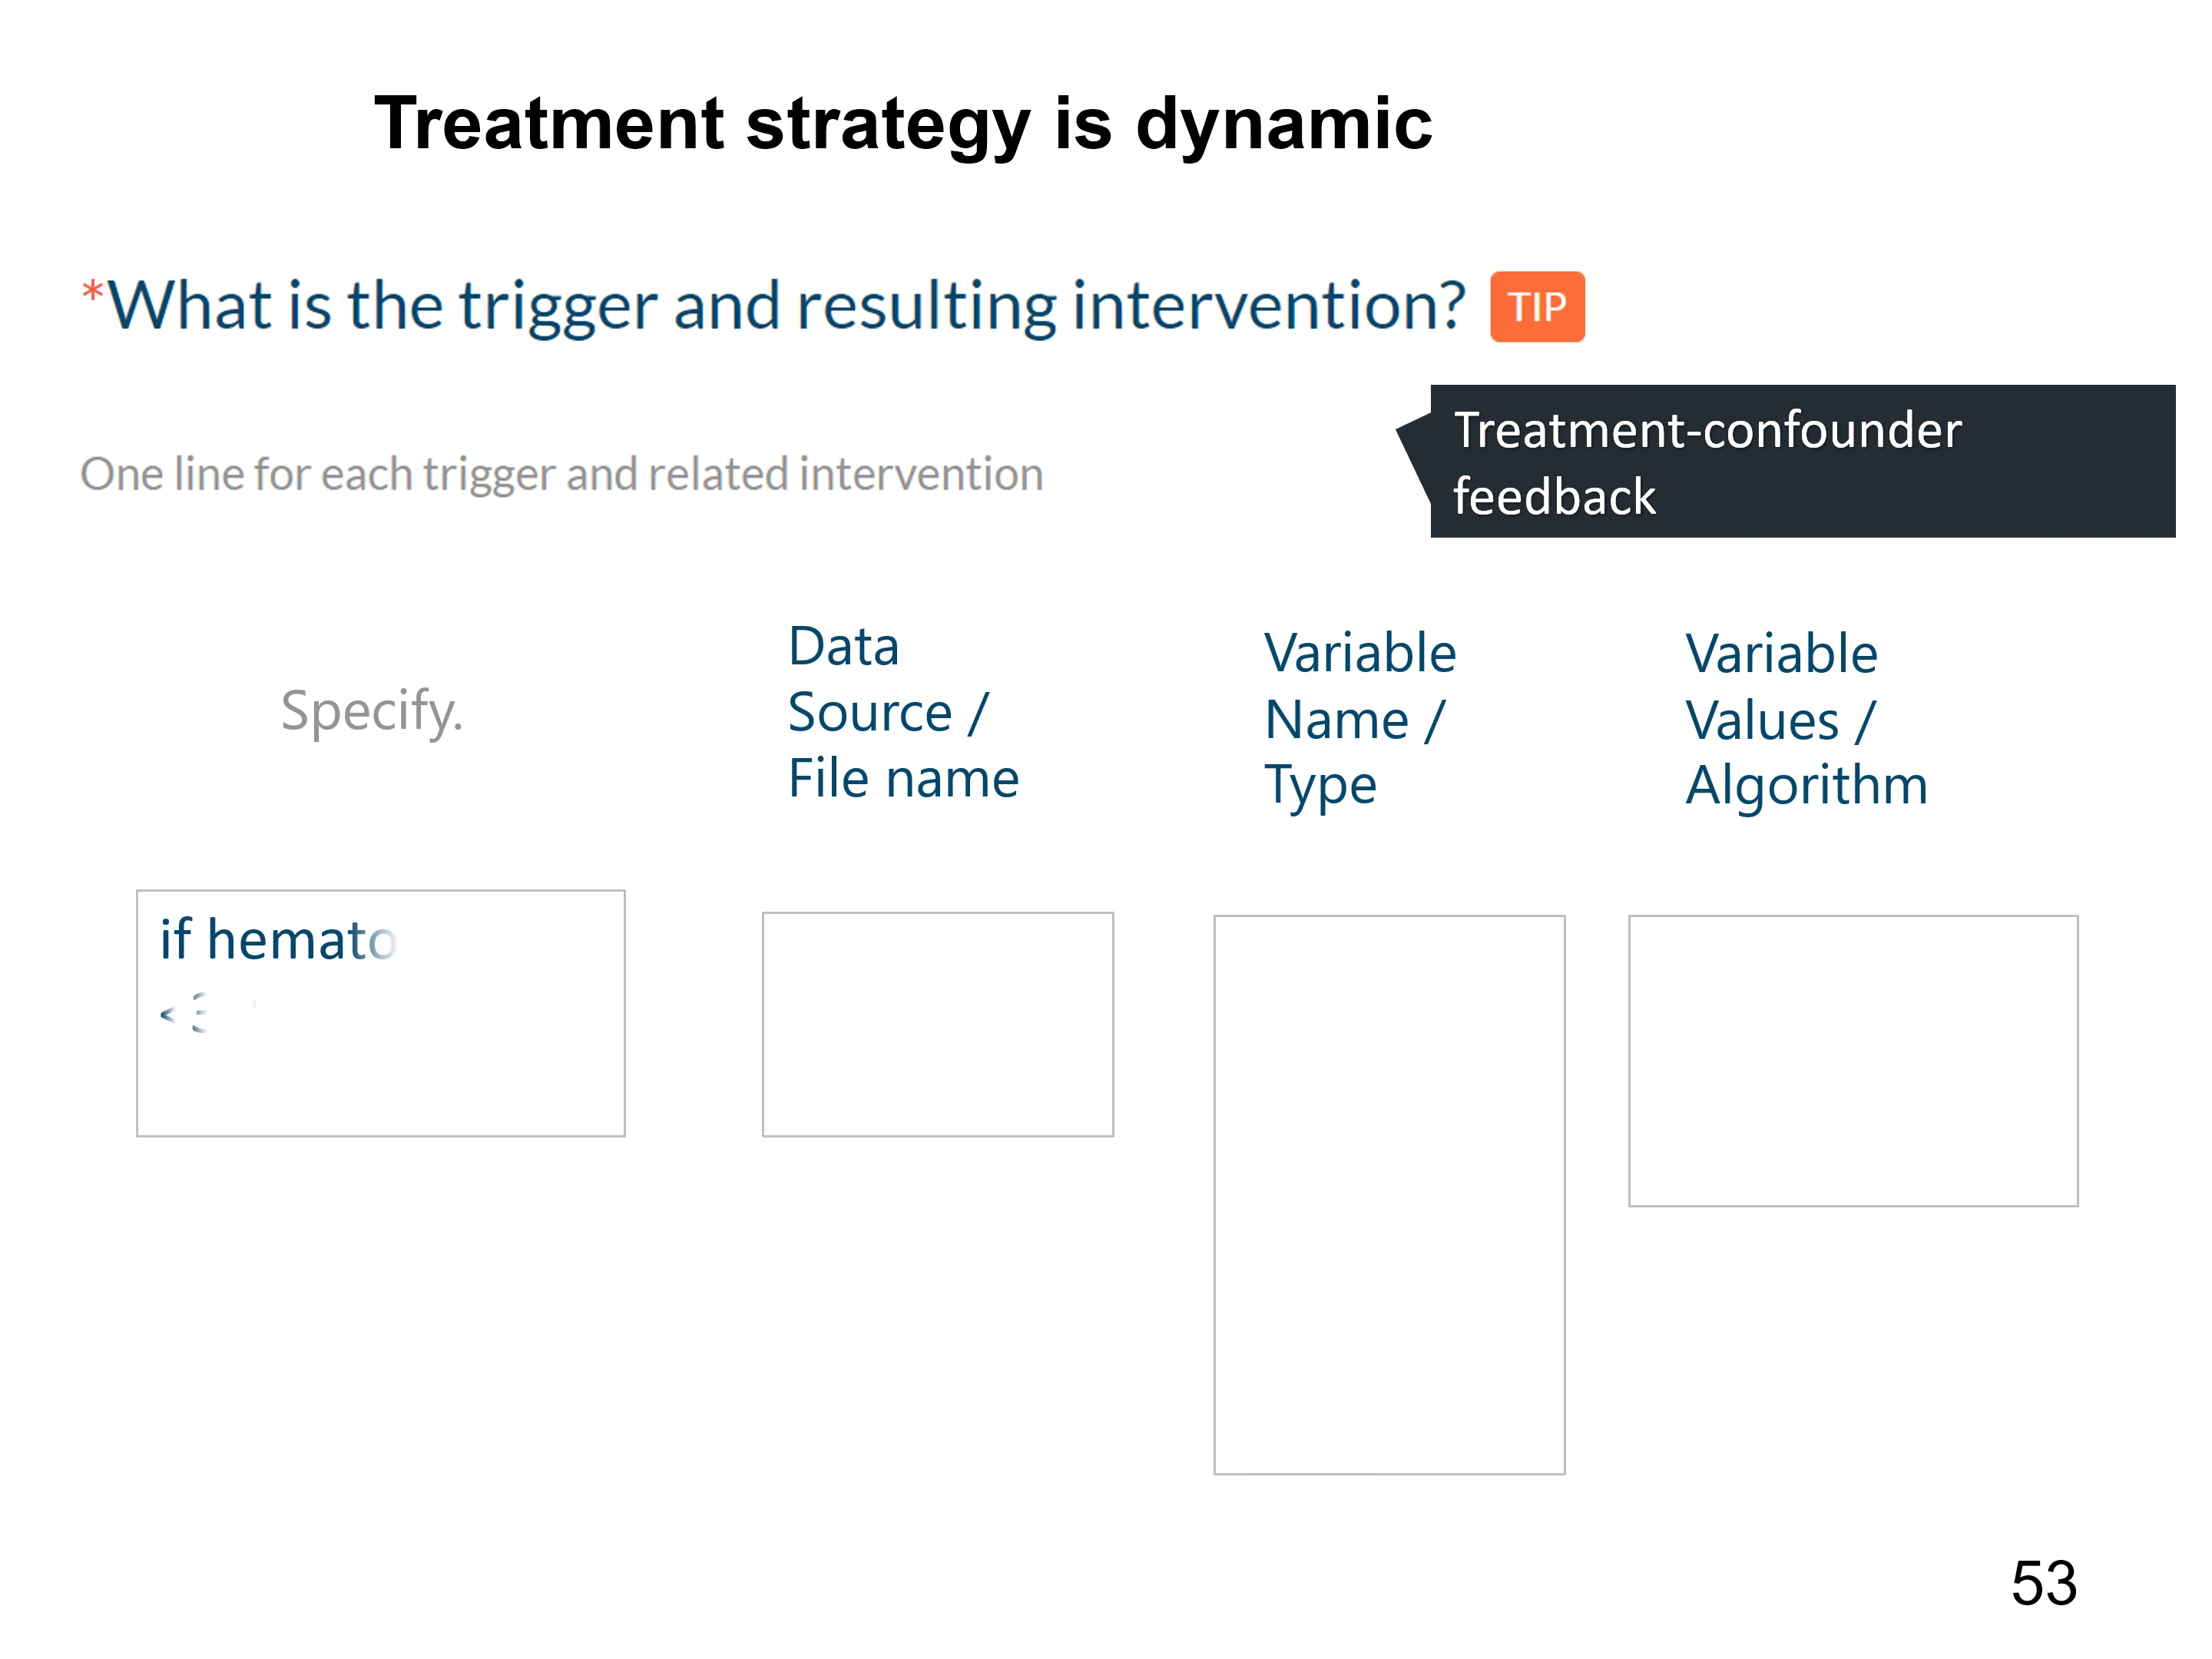 Treatment strategy is dynamic
*What is the trigger and resulting intervention? TIP
Treatment-confounder
feedback
One line for each trigger and related intervention
Specify.
Data
Source /
File name
Variable
Name /
Type
Variable
Values /
Algorithm
if hemato
<
53